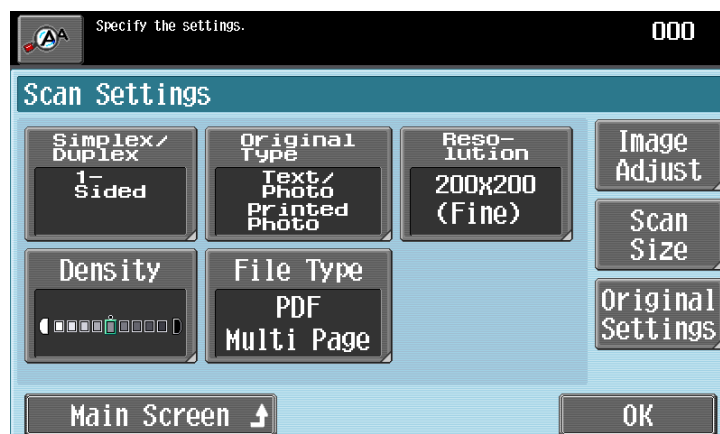 AA
Specify the settings.
000
Scan Settings
Simplex/
Duplex
1-
Sided
Original
Type
Text/
Photo
Printed
Photo
Reso-
lution
200X200
(Fine)
Image
Adjust
Scan
Size
Density
File Type
PDF
Multi Page
Original
Settings
Main Screen
OK